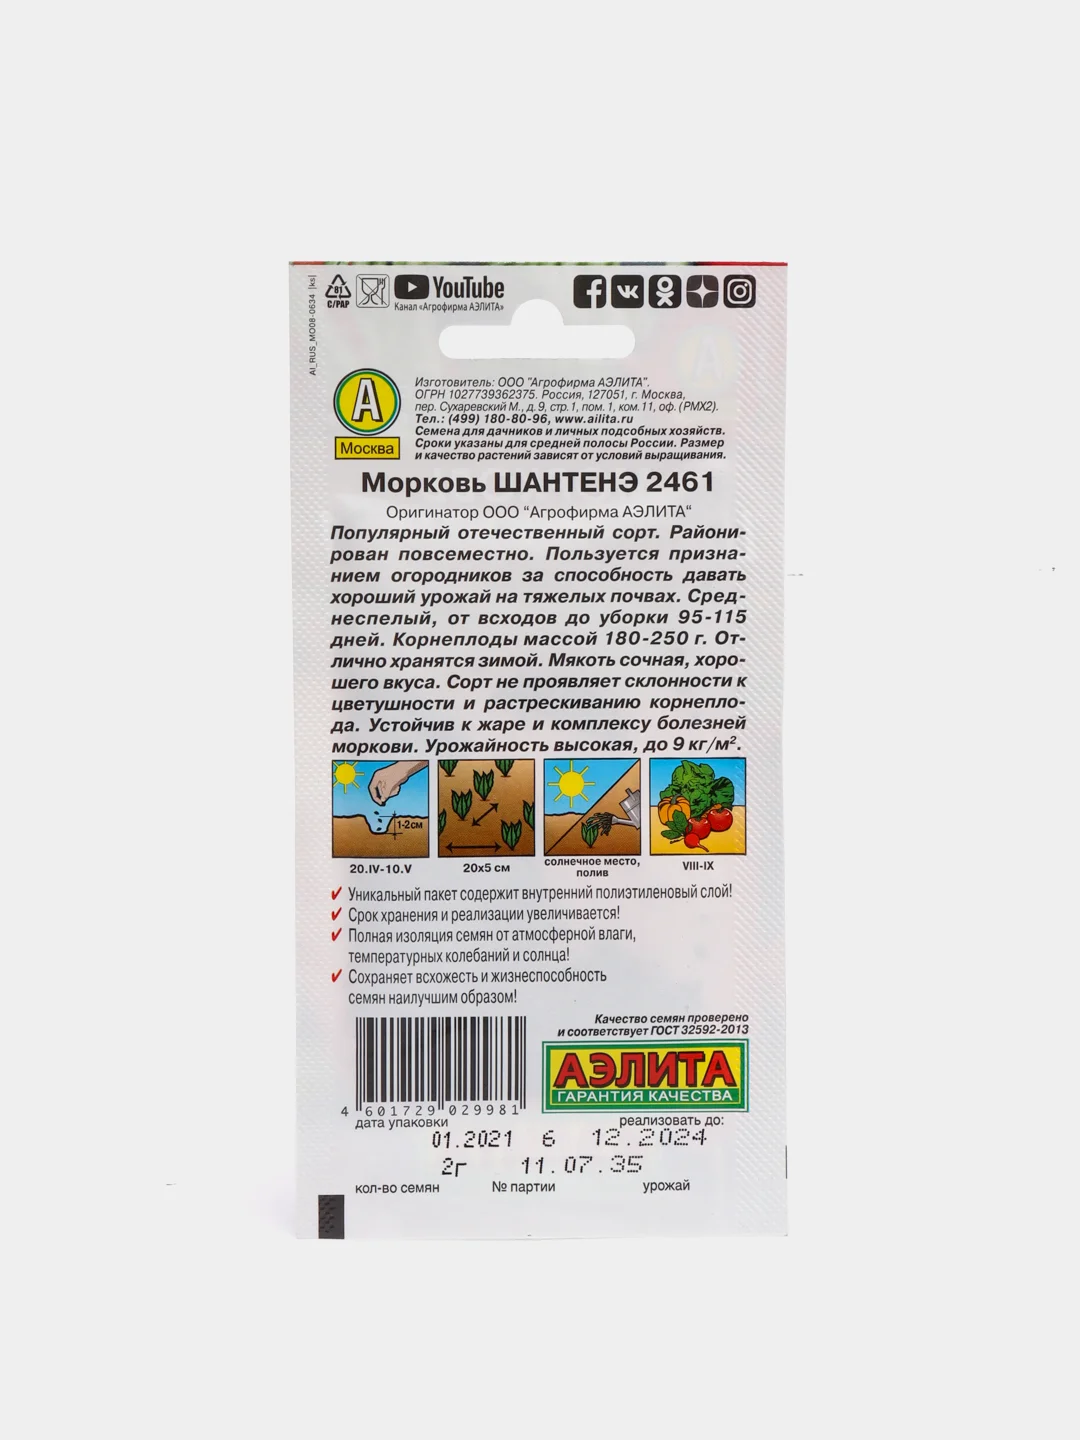 81
C/PAP
YouTube
Канал «Агрофирма АЭЛИТА»
AI_RUS_MO08-0634 |ks|
А
Москва
Изготовитель: ООО "Агрофирма АЭЛИТА".
ОГРН 1027739362375. Россия, 127051, г. Москва,
пер. Сухаревский М., д. 9, стр.1, пом. 1, ком. 11, оф. (РМХ2).
Тел.: (499) 180-80-96, www.ailita.ru
Семена для дачников и личных подсобных хозяйств.
Сроки указаны для средней полосы России. Размер
и качество растений зависят от условий выращивания.
Морковь ШАНТЕНЭ 2461
Оригинатор ООО “Агрофирма АЭЛИТА“
Популярный отечественный сорт. Райони-
рован повсеместно. Пользуется призна-
нием огородников за способность давать
хороший урожай на тяжелых почвах. Сред-
неспелый, от всходов до уборки 95-115
дней. Корнеплоды массой 180-250 г. От-
лично хранятся зимой. Мякоть сочная, хоро-
шего вкуса. Сорт не проявляет склонности к
цветушности и растрескиванию корнепло-
да. Устойчив к жаре и комплексу болезней
моркови. Урожайность высокая, до 9 кг/м².
1-2см
20.IV-10.V
20х5 см
солнечное место,
полив
VIII-IX
Уникальный пакет содержит внутренний полиэтиленовый слой!
Срок хранения и реализации увеличивается!
Полная изоляция семян от атмосферной влаги,
температурных колебаний и солнца!
Сохраняет всхожесть и жизнеспособность
семян наилучшим образом!
Качество семян проверено
и соответствует ГОСТ 32592-2013
АЭЛИТА
ГАРАНТИЯ КАЧЕСТВА
4 601729 029981
дата упаковки
реализовать до:
01.2021 6 12.2024
2г 11.07.35
кол-во семян № партии урожай